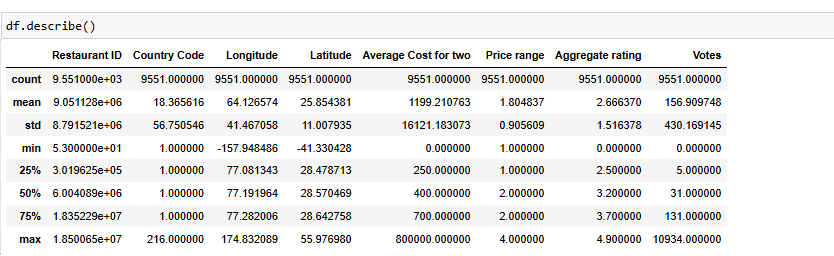 df.describe()
Restaurant ID Country Code Longitude Latitude Average Cost for two Price range Aggregate rating Votes
count 9.551000e+03 9551.000000 9551.000000 9551.000000 9551.000000 9551.000000 9551.000000 9551.000000
mean 9.051128e+06 18.365616 64.126574 25.854381 1199.210763 1.804837 2.666370 156.909748
std 8.791521e+06 56.750546 41.467058 11.007935 16121.183073 0.905609 1.516378 430.169145
min 5.300000e+01 1.000000 -157.948486 -41.330428 0.000000 1.000000 0.000000 0.000000
25% 3.019625e+05 1.000000 77.081343 28.478713 250.000000 1.000000 2.500000 5.000000
50% 6.004089e+06 1.000000 77.191964 28.570469 400.000000 2.000000 3.200000 31.000000
75% 1.835229e+07 1.000000 77.282006 28.642758 700.000000 2.000000 3.700000 131.000000
max 1.850065e+07 216.000000 174.832089 55.976980 800000.000000 4.000000 4.900000 10934.000000